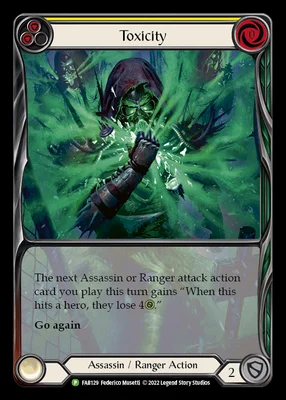 Toxicity
The next Assassin or Ranger attack action
card you play this turn gains “When this
hits a hero, they lose 4.”
Go again
Assassin / Ranger Action
2
P FAB129 Federico Musetti © 2022 Legend Story Studios